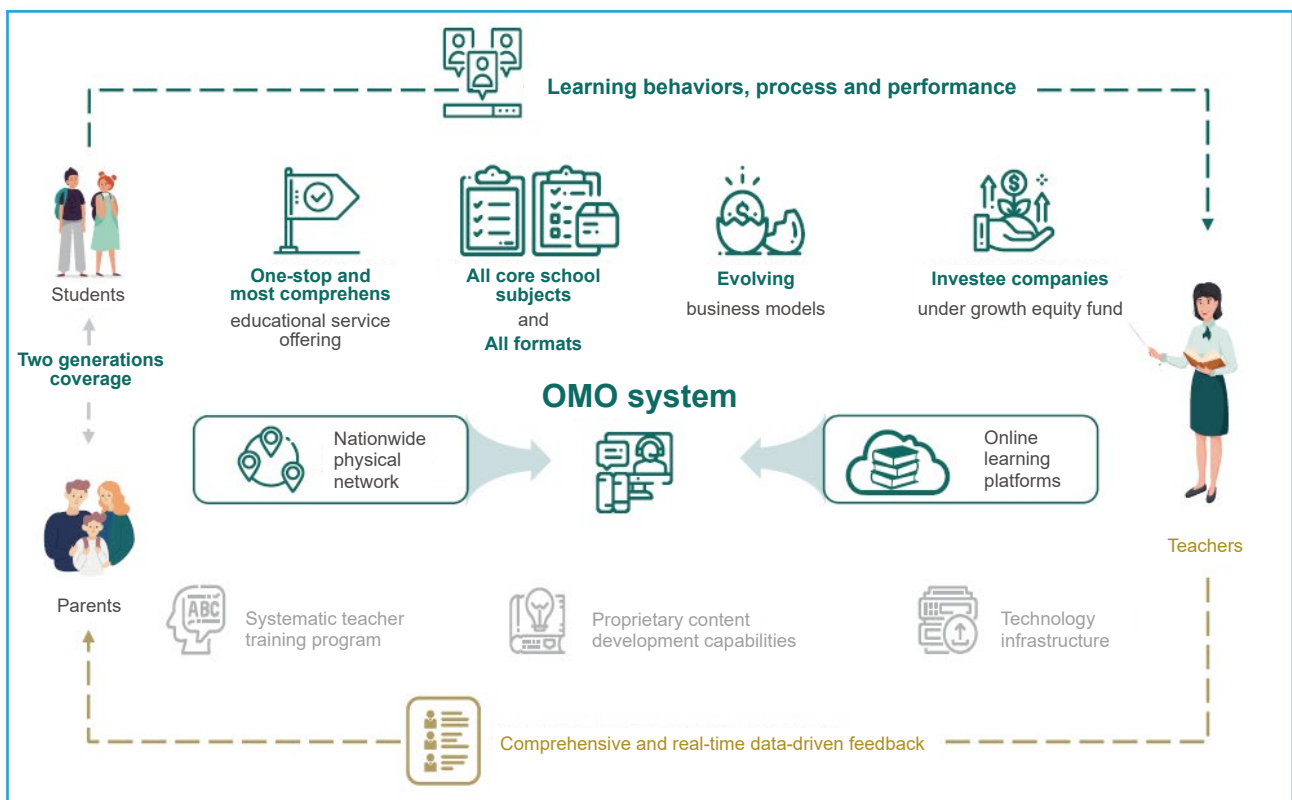 Learning behaviors, process and performance
Students
Two generations
coverage
Parents
One-stop and
most comprehens
educational service
offering
All core school
subjects
and
All formats
Evolving
business models
Investee companies
under growth equity fund
OMO system
Nationwide
physical
network
Online
learning
platforms
Teachers
ABC
Systematic teacher
training program
Proprietary content
development capabilities
Technology
infrastructure
Comprehensive and real-time data-driven feedback